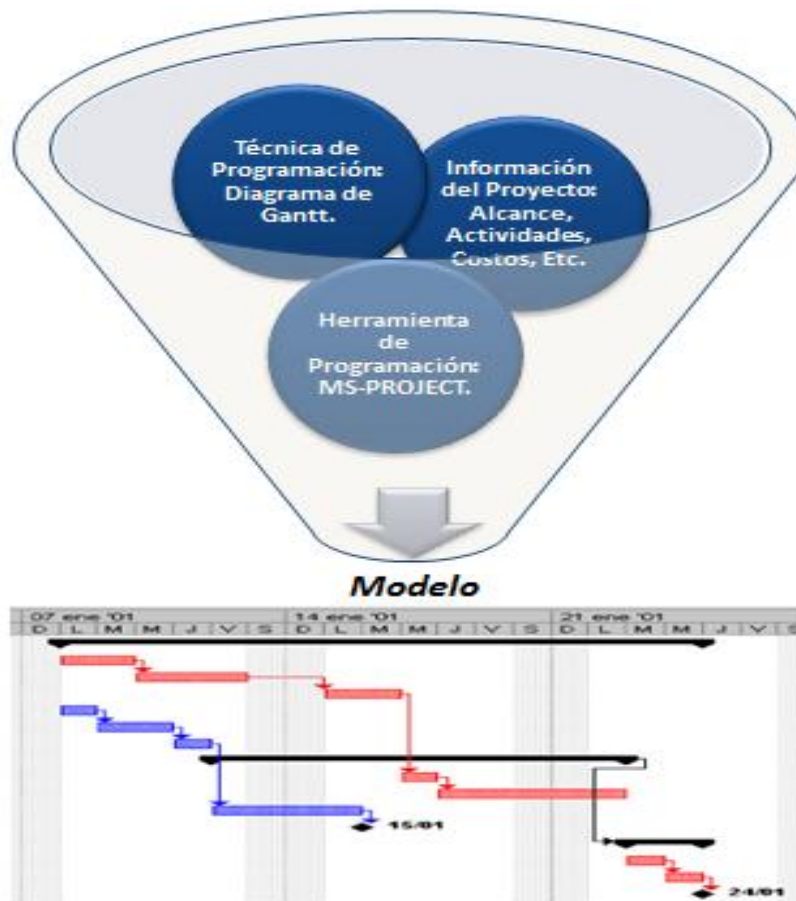 Técnica de
Programación:
Diagrama de
Gantt.
Información
del Proyecto:
Alcance,
Actividades,
Costos, Etc.
Herramienta
de
Programación:
MS-PROJECT.
Modelo
07 ene '01 14 ene '01 21 ene '01
D L M M J V S D L M M J V S D L M M J V S
15/01
24/01